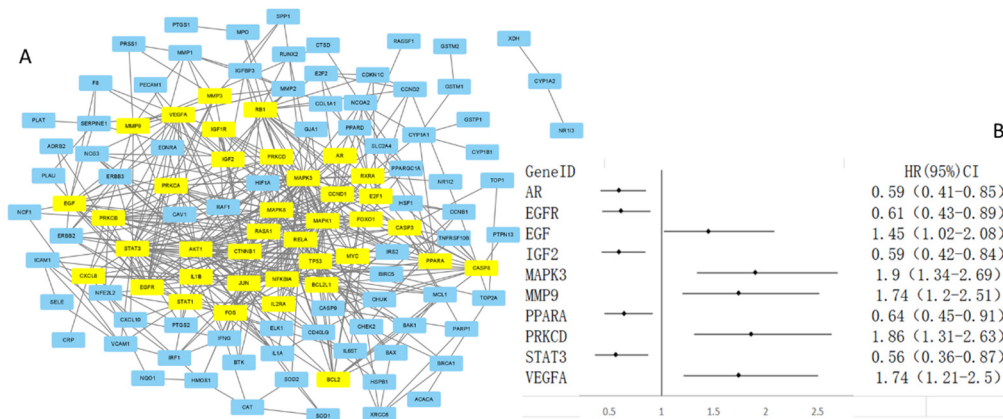 A
B
SPP1
PTGS1
MPO
PRSS1
MMP1
RUNX2
CTSD
RASSF1
GSTM2
XDH
IGFBP3
E2F2
CDKN1C
F8
PECAM1
MMP2
CCND2
CYP1A2
MMP3
COL1A1
NCOA2
GSTM1
VEGFA
RB1
PLAT
SERPINE1
IGF1R
GJA1
PPARD
CYP1A1
GSTP1
NR1I3
SLC2A4
ADRB2
NOS3
EDNRA
IGF2
PRKCD
AR
PPARGC1A
CYP1B1
PLAU
ERBB3
PRKCA
HIF1A
RXRA
NR1I2
TOP1
EGF
CCND1
E2F1
HSF1
NCF1
PRKCB
CAV1
RAF1
MAPK1
FOXO1
CASP3
CCNB1
ERBB2
RASA1
RELA
TNFRSF10B
PTPN13
STAT3
AKT1
CTNNB1
TP53
MYC
IRS2
ICAM1
CXCL8
IL1B
PPARA
CASP8
BIRC5
EGFR
JUN
NFKBIA
BCL2L1
SELE
NFE2L2
STAT1
IL2RA
CHUK
MCL1
TOP2A
CXCL10
FOS
CASP9
PTGS2
ELK1
CD40LG
CHEK2
BAK1
PARP1
CRP
VCAM1
IRF1
IFNG
IL1A
IL6ST
BAX
BRCA1
BTK
NQO1
HMOX1
SOD2
BCL2
HSPB1
CAT
SOD1
XRCC6
ACACA
GeneID HR(95%)CI
AR 0.59 (0.41-0.85)
EGFR 0.61 (0.43-0.89)
EGF 1.45 (1.02-2.08)
IGF2 0.59 (0.42-0.84)
MAPK3 1.9 (1.34-2.69)
MMP9 1.74 (1.2-2.51)
PPARA 0.64 (0.45-0.91)
PRKCD 1.86 (1.31-2.63)
STAT3 0.56 (0.36-0.87)
VEGFA 1.74 (1.21-2.5)
0.5 1 1.5 2 2.5